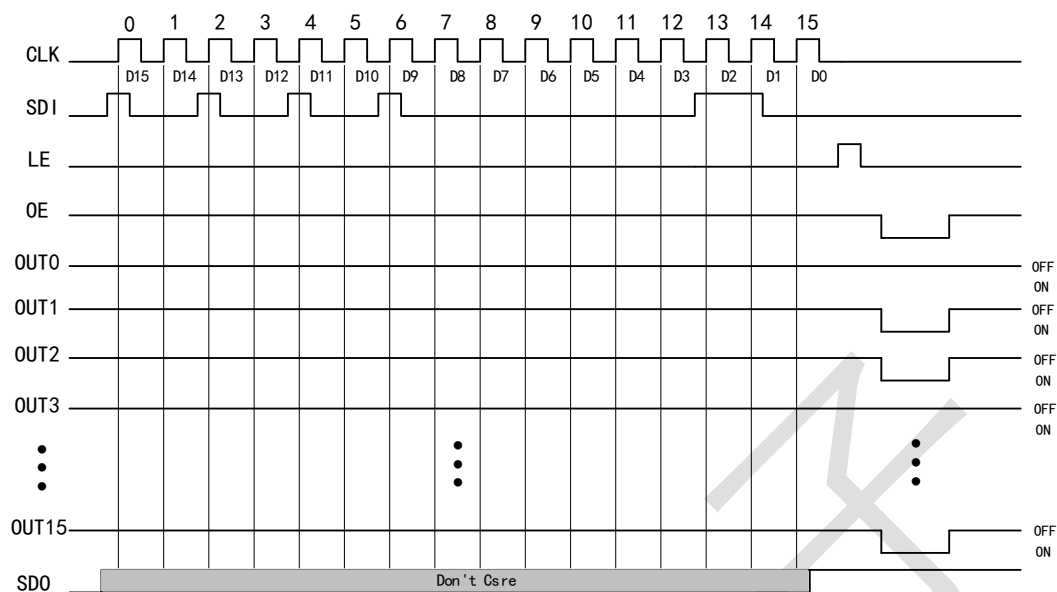 0 1 2 3 4 5 6 7 8 9 10 11 12 13 14 15
CLK
D15 D14 D13 D12 D11 D10 D9 D8 D7 D6 D5 D4 D3 D2 D1 D0
SDI
LE
OE
OUT0
OFF
ON
OUT1
OFF
ON
OUT2
OFF
ON
OUT3
OFF
ON
OUT15
OFF
ON
SDO
Don't Csre